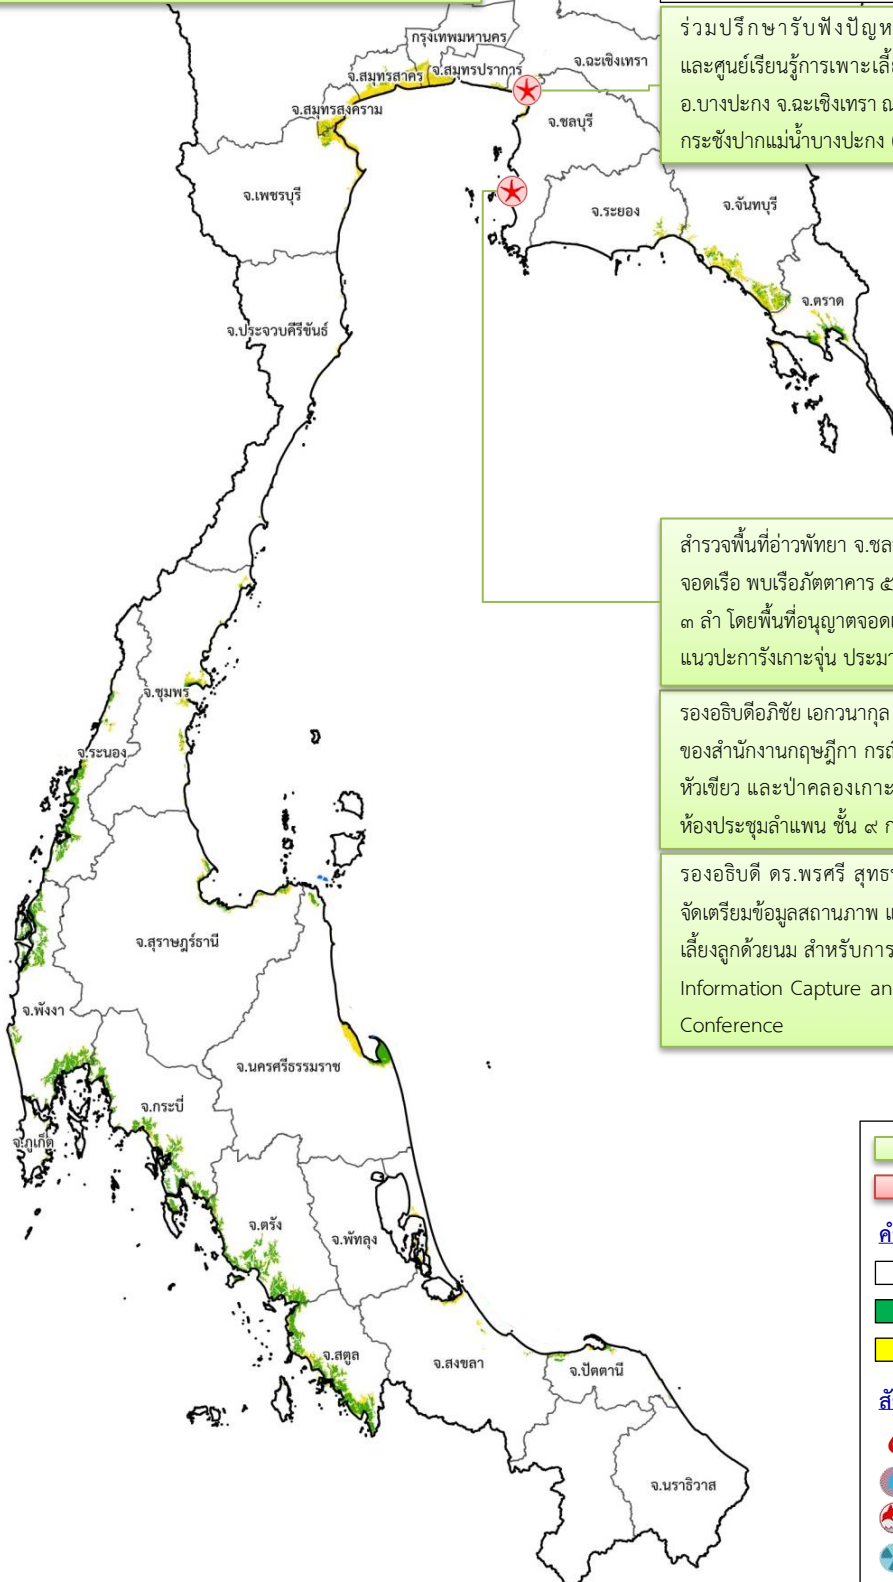 กรุงเทพมหานคร
จ.สมุทรสาคร
จ.สมุทรปราการ
จ.ฉะเชิงเทรา
จ.สมุทรสงคราม
จ.ชลบุรี
จ.เพชรบุรี
จ.ระยอง
จ.จันทบุรี
จ.ตราด
จ.ประจวบคีรีขันธ์
จ.ชุมพร
จ.ระนอง
จ.สุราษฎร์ธานี
จ.พังงา
จ.นครศรีธรรมราช
จ.กระบี่
จ.ภูเก็ต
จ.ตรัง
จ.พัทลุง
จ.สตูล
จ.สงขลา
จ.ปัตตานี
จ.นราธิวาส
ร่วมปรึกษารับฟังปัญห
และศูนย์เรียนรู้การเพาะเลี้
อ.บางปะกง จ.ฉะเชิงเทรา ณ
กระชังปากแม่น้ำบางปะกง
สำรวจพื้นที่อ่าวพัทยา จ.ชล
จอดเรือ พบเรือภัตตาคาร ๕
๓ ลำ โดยพื้นที่อนุญาตจอดเ
แนวปะการังเกาะจุ่น ประมา
รองอธิบดีอภิชัย เอกวนากุล
ของสำนักงานกฤษฎีกา กรณ
หัวเขียว และป่าคลองเกาะ
ห้องประชุมลำแพน ชั้น ๙ ก
รองอธิบดี ดร.พรศรี สุทธ
จัดเตรียมข้อมูลสถานภาพ แ
เลี้ยงลูกด้วยนม สำหรับการ
Information Capture an
Conference
คำ
สั